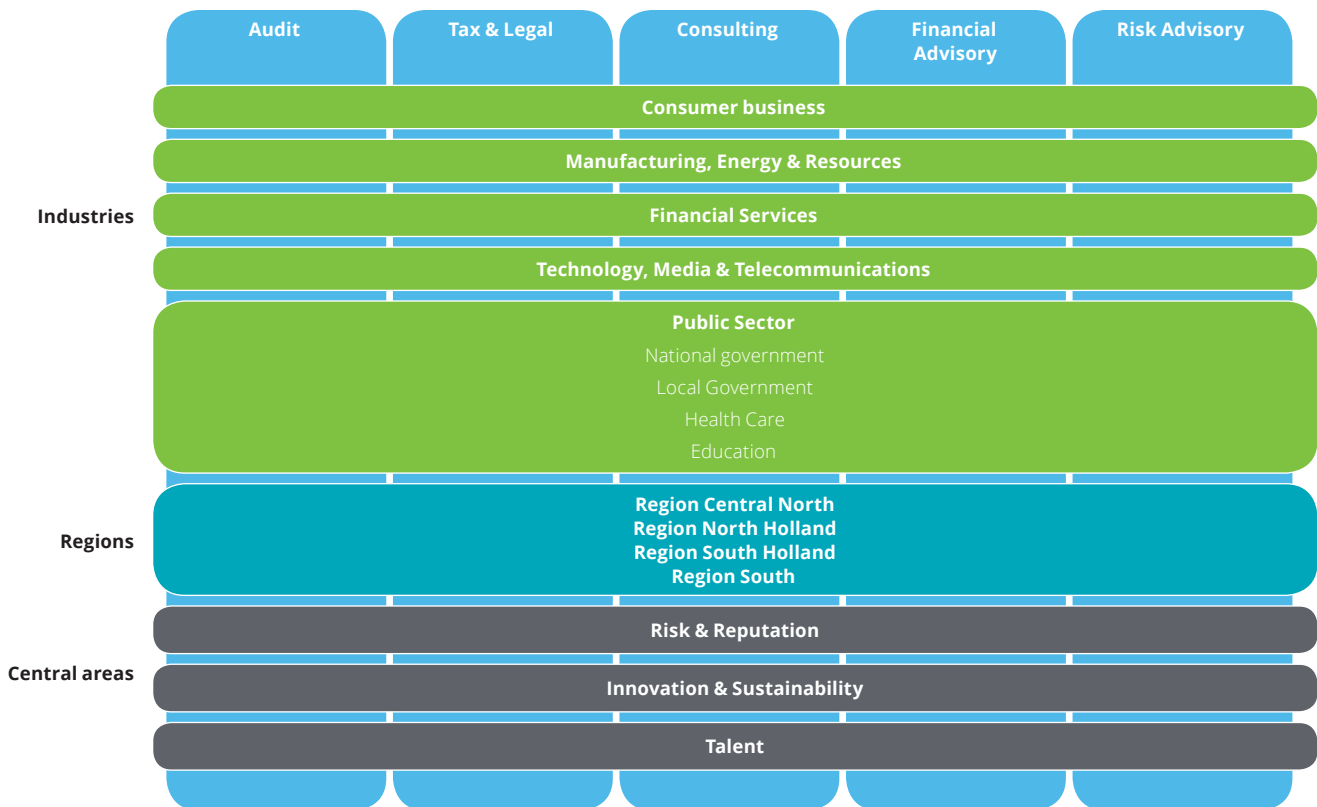 Audit
Tax & Legal
Consulting
Financial
Advisory
Risk Advisory
Consumer business
Manufacturing, Energy & Resources
Industries
Financial Services
Technology, Media & Telecommunications
Public Sector
National government
Local Government
Health Care
Education
Region Central North
Region North Holland
Regions
Region South Holland
Region South
Risk & Reputation
Central areas
Innovation & Sustainability
Talent